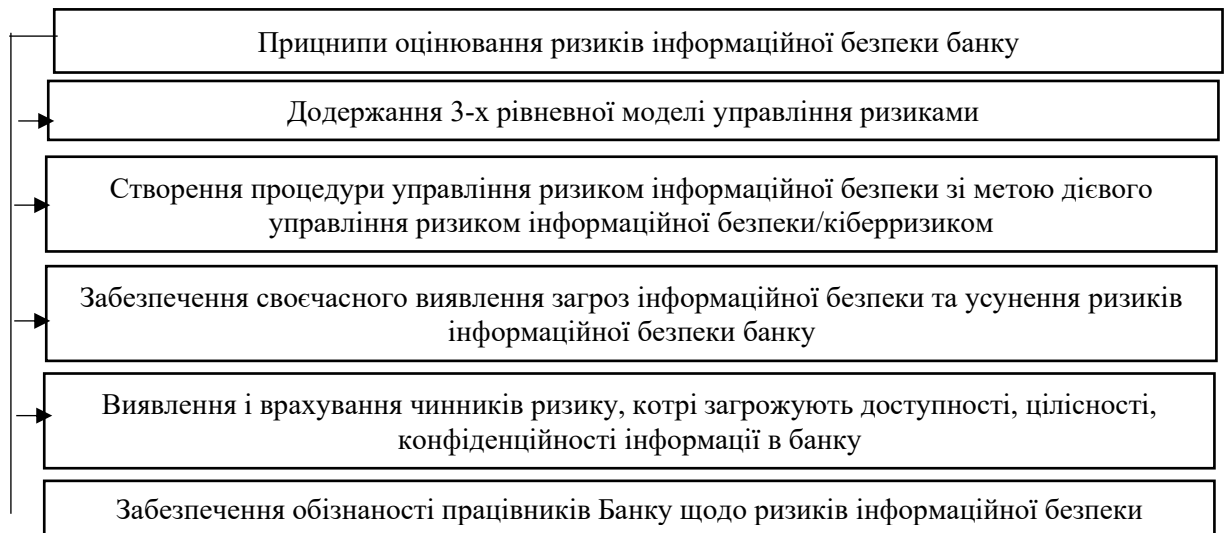 Прицнипи оцінювання ризиків інформаційної безпеки банку
Додержання 3-х рівневної моделі управління ризиками
Створення процедури управління ризиком інформаційної безпеки зі метою дієвого
управління ризиком інформаційної безпеки/кіберризиком
Забезпечення своєчасного виявлення загроз інформаційної безпеки та усунення ризиків
інформаційної безпеки банку
Виявлення і врахування чинників ризику, котрі загрожують доступності, цілісності,
конфіденційності інформації в банку
Забезпечення обізнаності працівників Банку щодо ризиків інформаційної безпеки